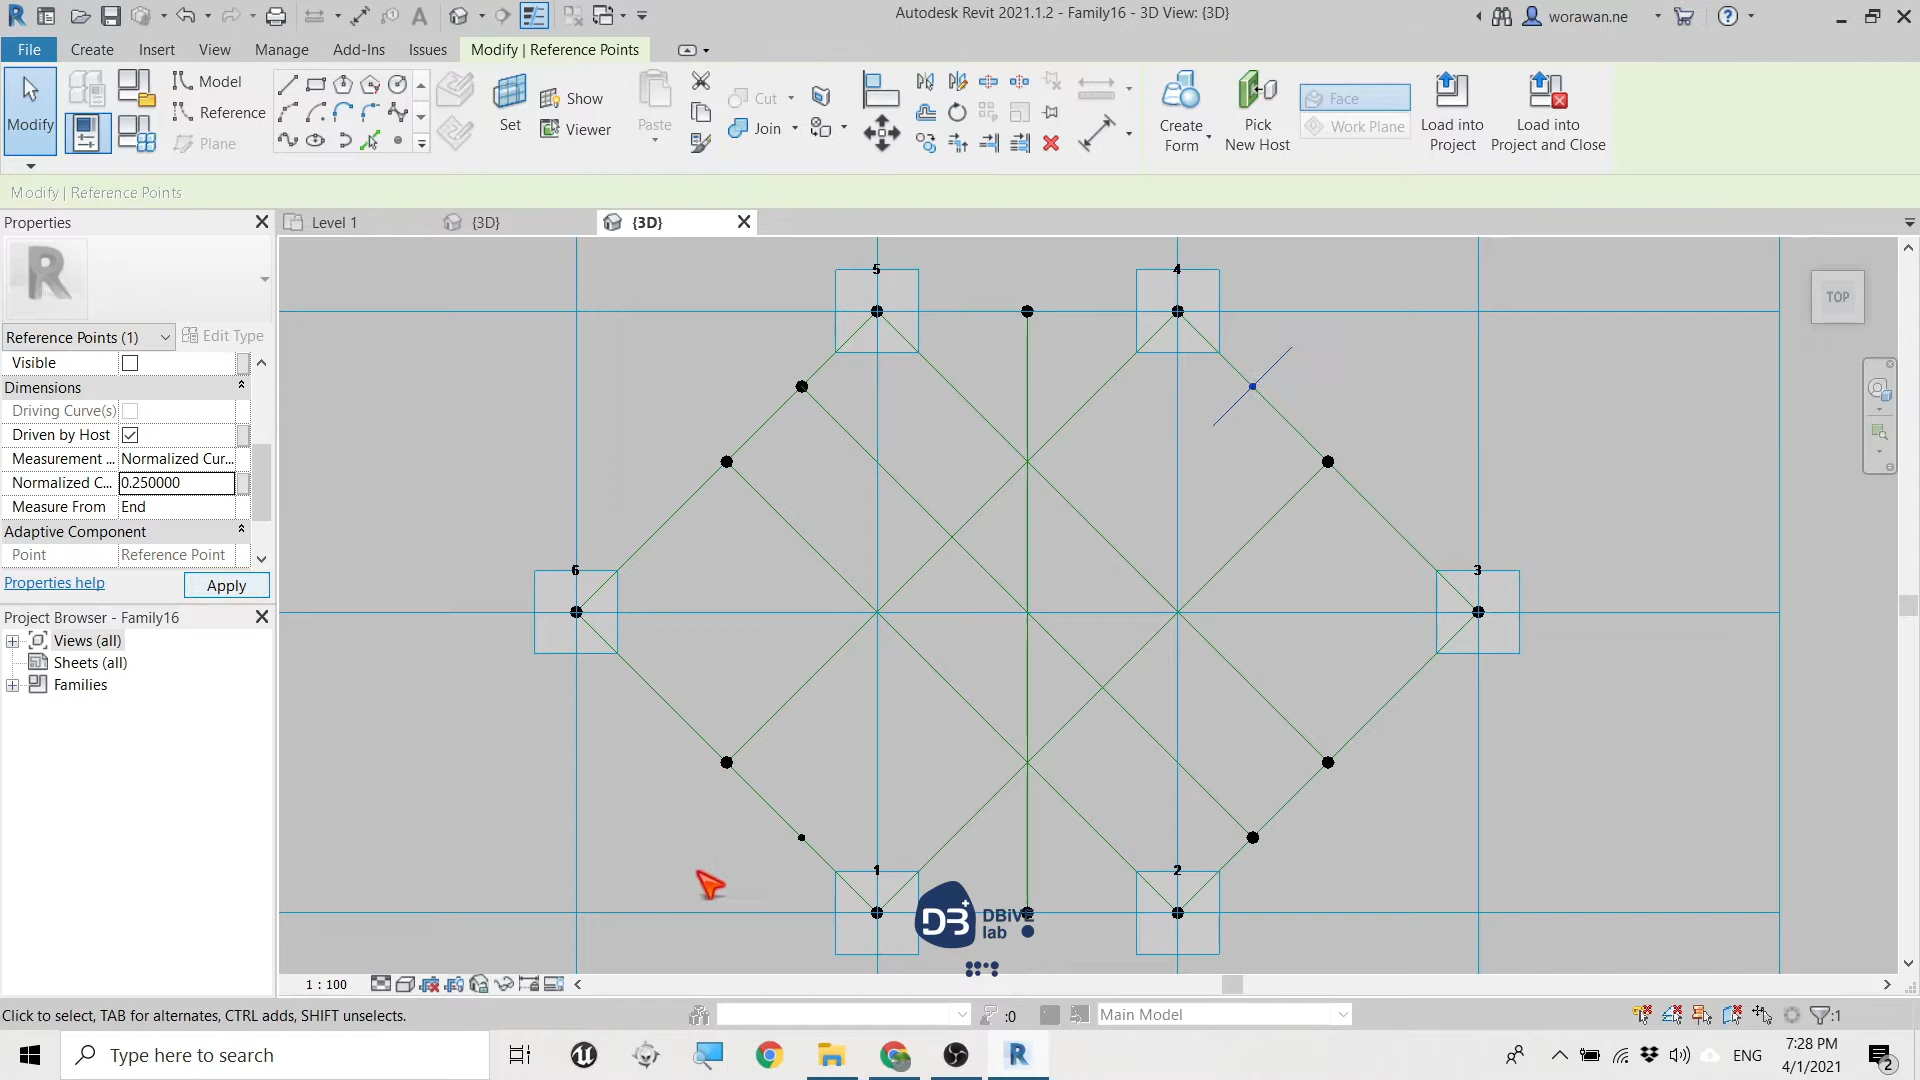 Autodesk Revit 2021.1.2 - Family16 - 3D View: {3D}
worawan.ne
File
Create
Insert
View
Manage
Add-Ins
Issues
Modify | Reference Points
Modify
Model
Reference
Plane
Set
Show
Viewer
Paste
Cut
Join
Create
Form
Pick
New Host
Face
Work Plane
Load into
Project
Load into
Project and Close
Modify | Reference Points
Properties
Level 1
{3D}
{3D}
R
Reference Points (1)
Edit Type
Visible
Dimensions
Driving Curve(s)
Driven by Host
Measurement ...
Normalized Cur...
Normalized C...
0.250000
Measure From
End
Adaptive Component
Point
Reference Point
Properties help
Apply
Project Browser - Family16
Views (all)
Sheets (all)
Families
5
4
TOP
6
3
1
2
DB+
DBiVE
lab
1 : 100
Click to select, TAB for alternates, CTRL adds, SHIFT unselects.
:0
Main Model
:1
Type here to search
ENG
7:28 PM
4/1/2021
2